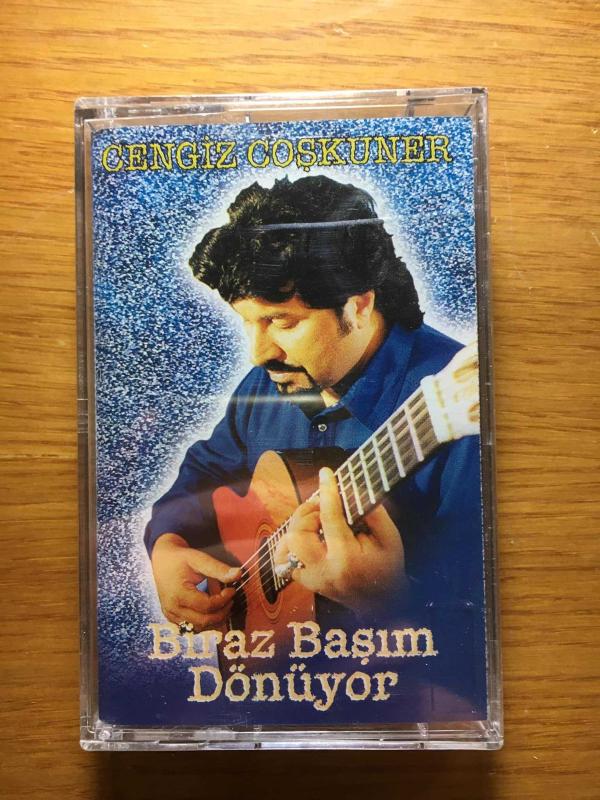 CENGİZ COŞKUNER
Biraz Başım
Dönüyor